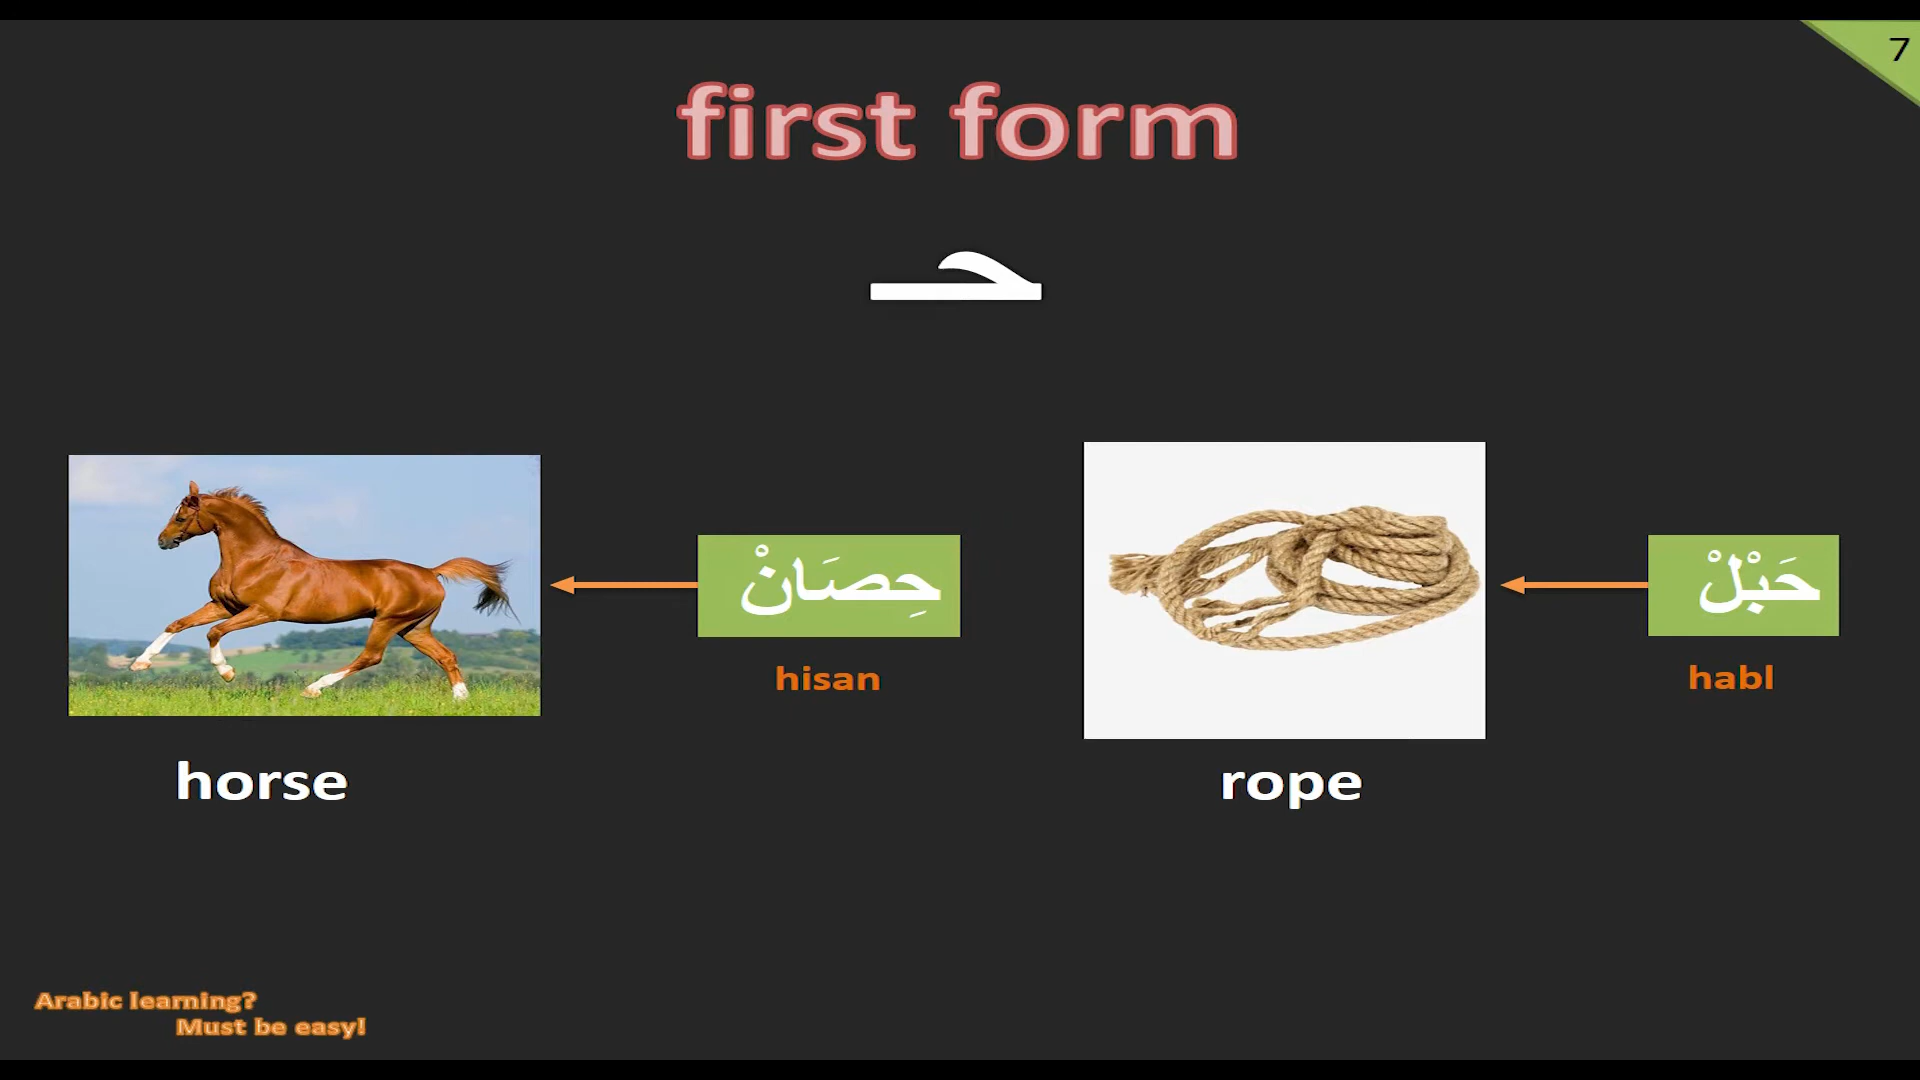 7
first form
حـ
حَبْلْ
حِصَانْ
habl
hisan
rope
horse
Arabic learning?
Must be easy!